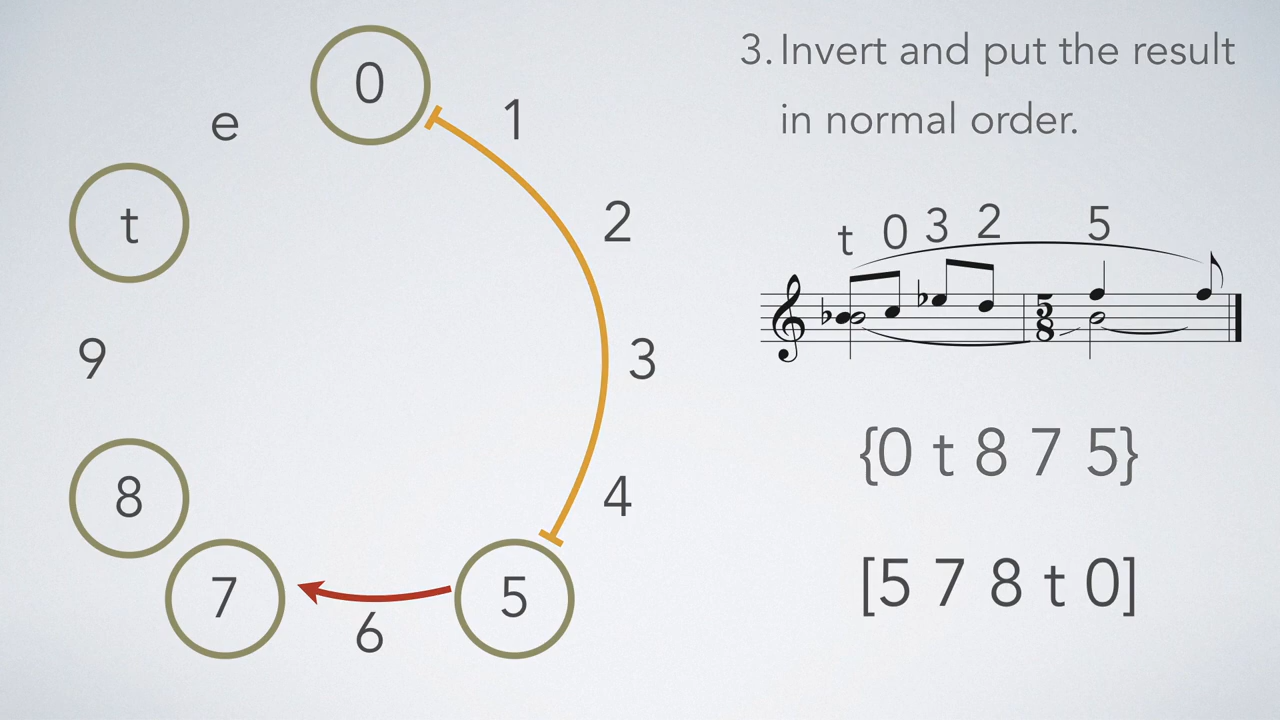 3. Invert and put the result
in normal order.
0
1
2
3
4
5
6
7
8
9
t
e
t 0 3 2 5
5
8
{0 t 8 7 5}
[5 7 8 t 0]